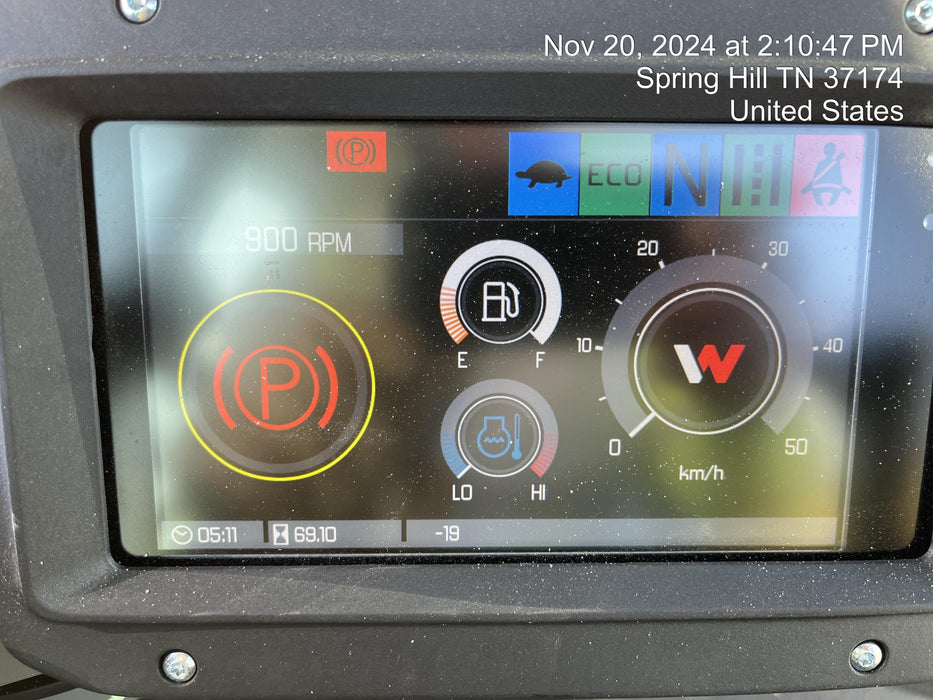 Nov 20, 2024 at 2:10:47 PM
Spring Hill TN 37174
United States
(P)
ECO N
900 RPM
20 30
10 40
E F
P
W
0 50
km/h
LO HI
05:11 69.10 -19